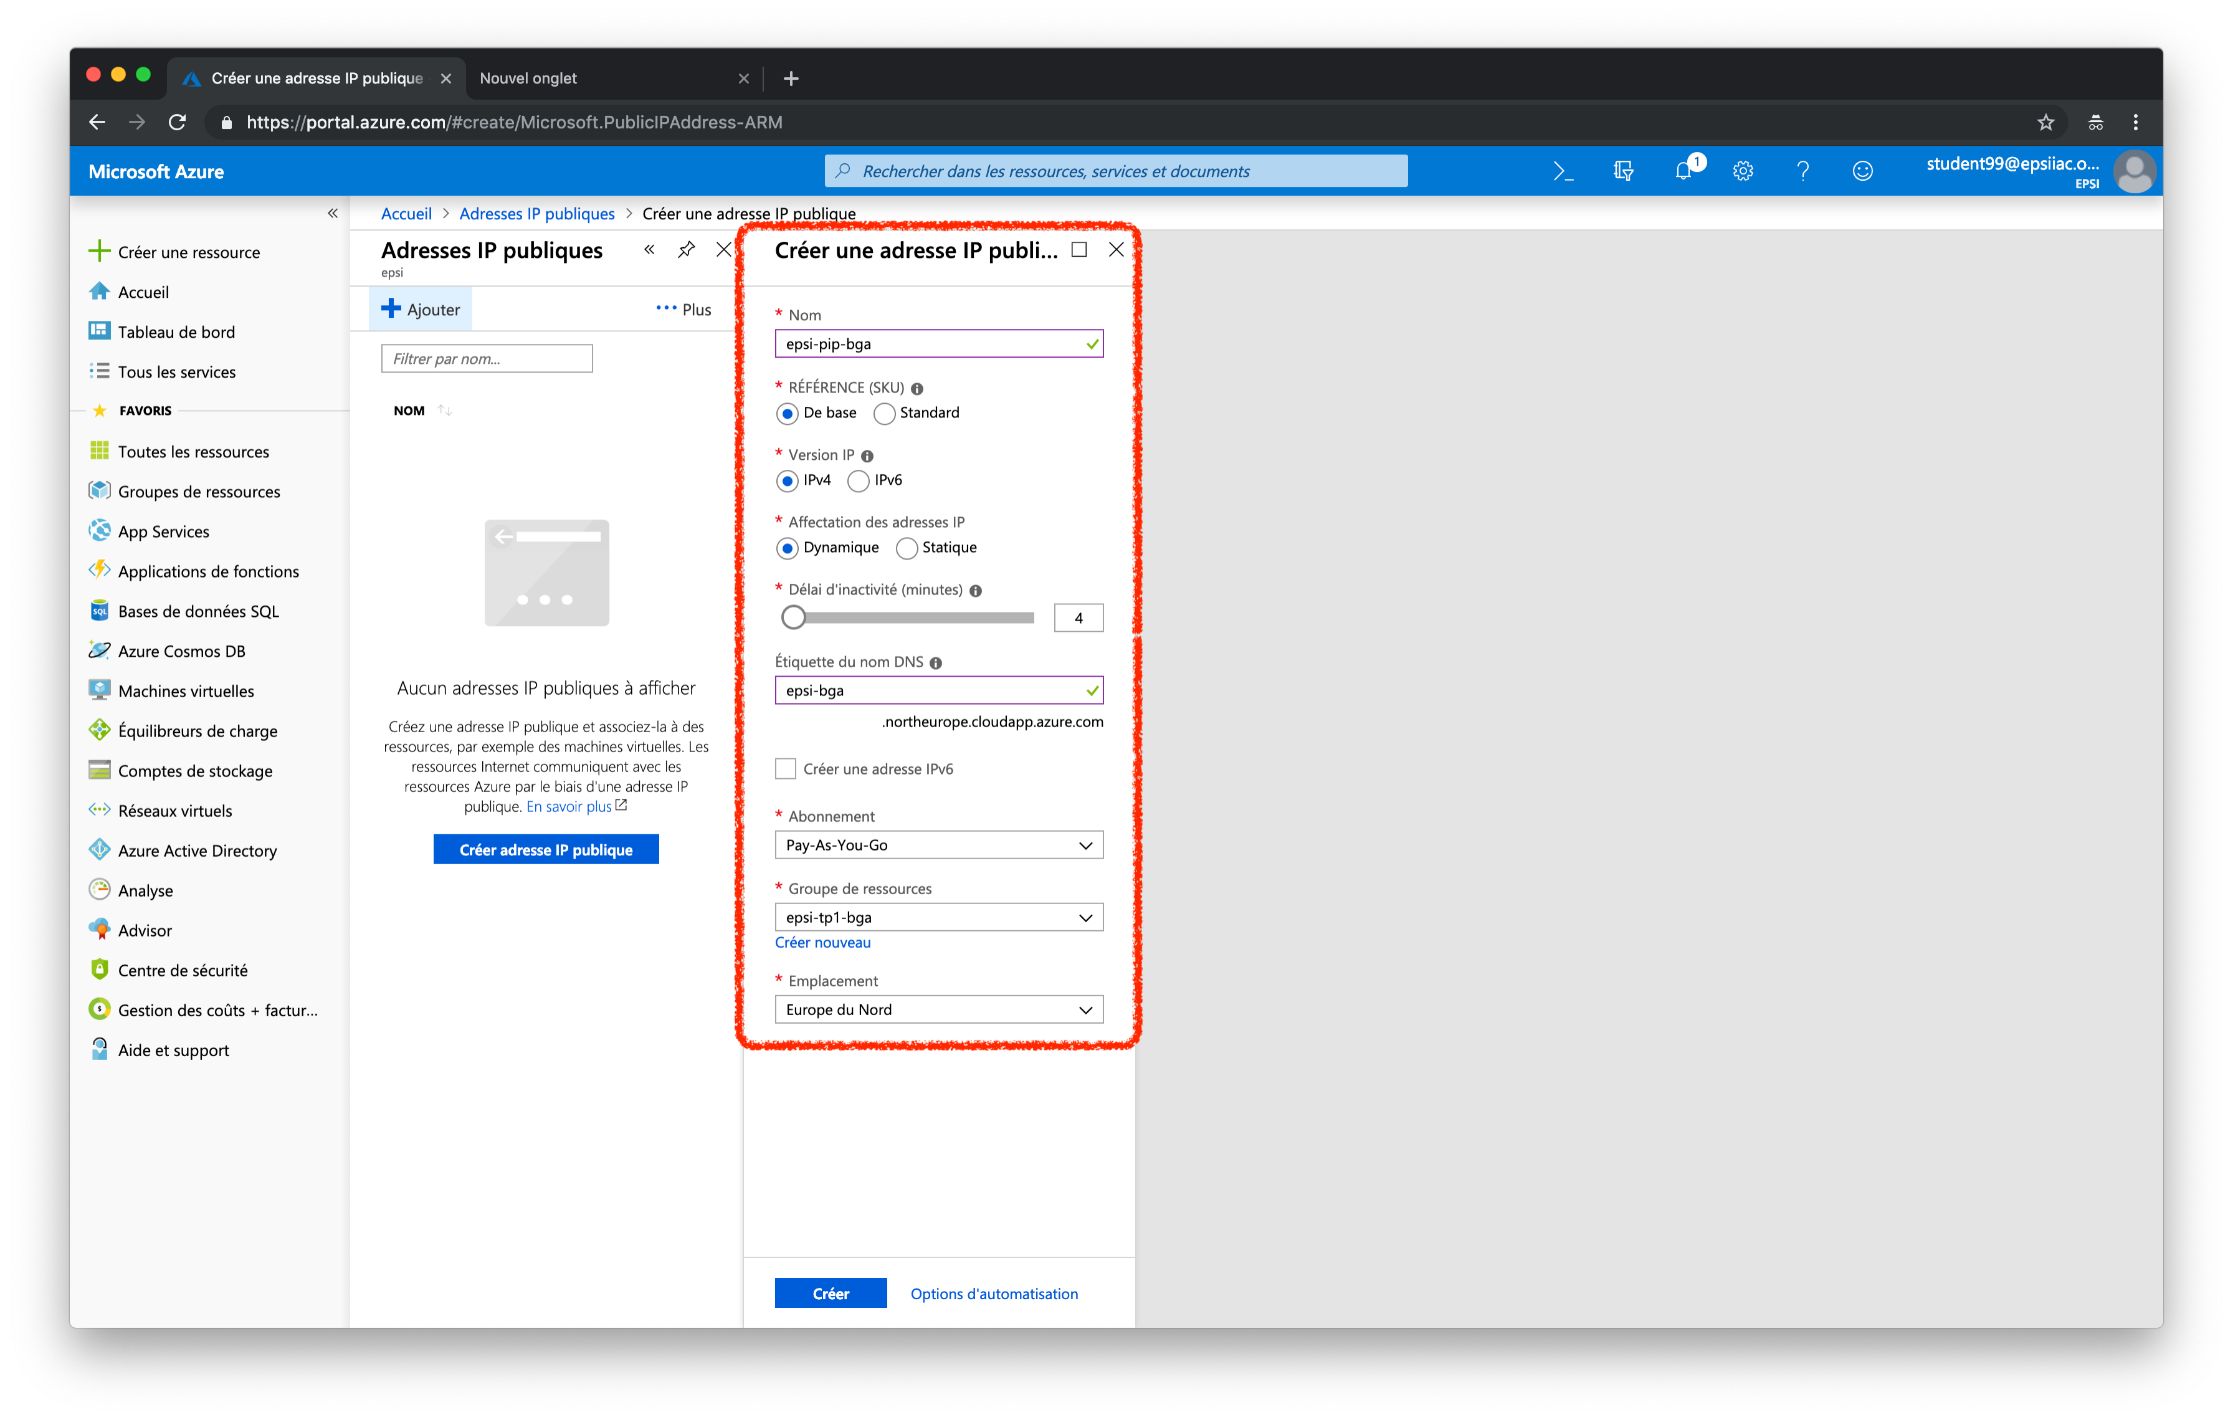 Créer une adresse IP publique
Nouvel onglet
https://portal.azure.com/#create/Microsoft.PublicIPAddress-ARM
Microsoft Azure
Rechercher dans les ressources, services et documents
1
student99@epsiiac.o...
EPSI
Accueil > Adresses IP publiques > Créer une adresse IP publique
Créer une ressource
Accueil
Tableau de bord
Tous les services
FAVORIS
Toutes les ressources
Groupes de ressources
App Services
Applications de fonctions
SQL
Bases de données SQL
Azure Cosmos DB
Machines virtuelles
Équilibreurs de charge
Comptes de stockage
Réseaux virtuels
Azure Active Directory
Analyse
Advisor
Centre de sécurité
Gestion des coûts + factur...
Aide et support
Adresses IP publiques
epsi
Ajouter
Plus
Filtrer par nom...
NOM
Aucun adresses IP publiques à afficher
Créez une adresse IP publique et associez-la à des
ressources, par exemple des machines virtuelles. Les
ressources Internet communiquent avec les
ressources Azure par le biais d'une adresse IP
publique. En savoir plus
Créer adresse IP publique
Créer une adresse IP publi...
* Nom
epsi-pip-bga
* RÉFÉRENCE (SKU)
De base Standard
* Version IP
IPv4 IPv6
* Affectation des adresses IP
Dynamique Statique
* Délai d'inactivité (minutes)
4
Étiquette du nom DNS
epsi-bga
.northeurope.cloudapp.azure.com
Créer une adresse IPv6
* Abonnement
Pay-As-You-Go
* Groupe de ressources
epsi-tp1-bga
Créer nouveau
* Emplacement
Europe du Nord
Créer
Options d'automatisation